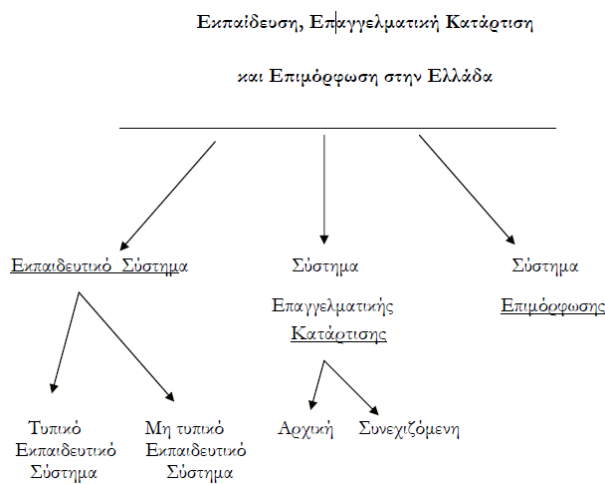 Εκπαίδευση, Επαγγελματική Κατάρτιση
και Επιμόρφωση στην Ελλάδα
Εκπαιδευτικό Σύστημα
Σύστημα
Επαγγελματικής
Κατάρτισης
Σύστημα
Επιμόρφωσης
Τυπικό
Εκπαιδευτικό
Σύστημα
Μη τυπικό
Εκπαιδευτικό
Σύστημα
Αρχική
Συνεχιζόμενη